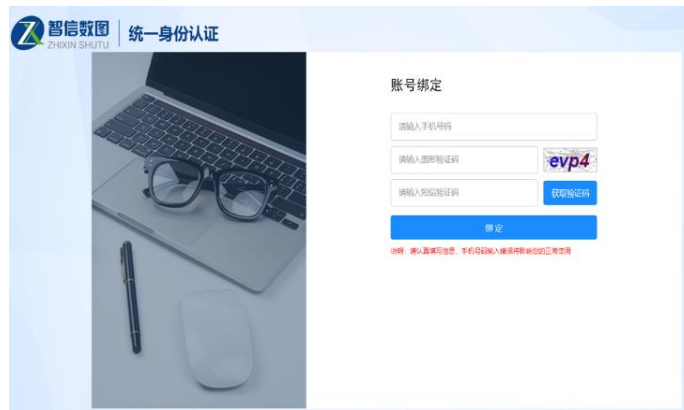 智信数图
ZHIXIN SHUTU
统一身份认证
账号绑定
请输入手机号码
请输入图形验证码
evp4
请输入短信验证码
获取验证码
绑定
说明：请认真填写信息，手机号码输入错误将影响您的正常使用